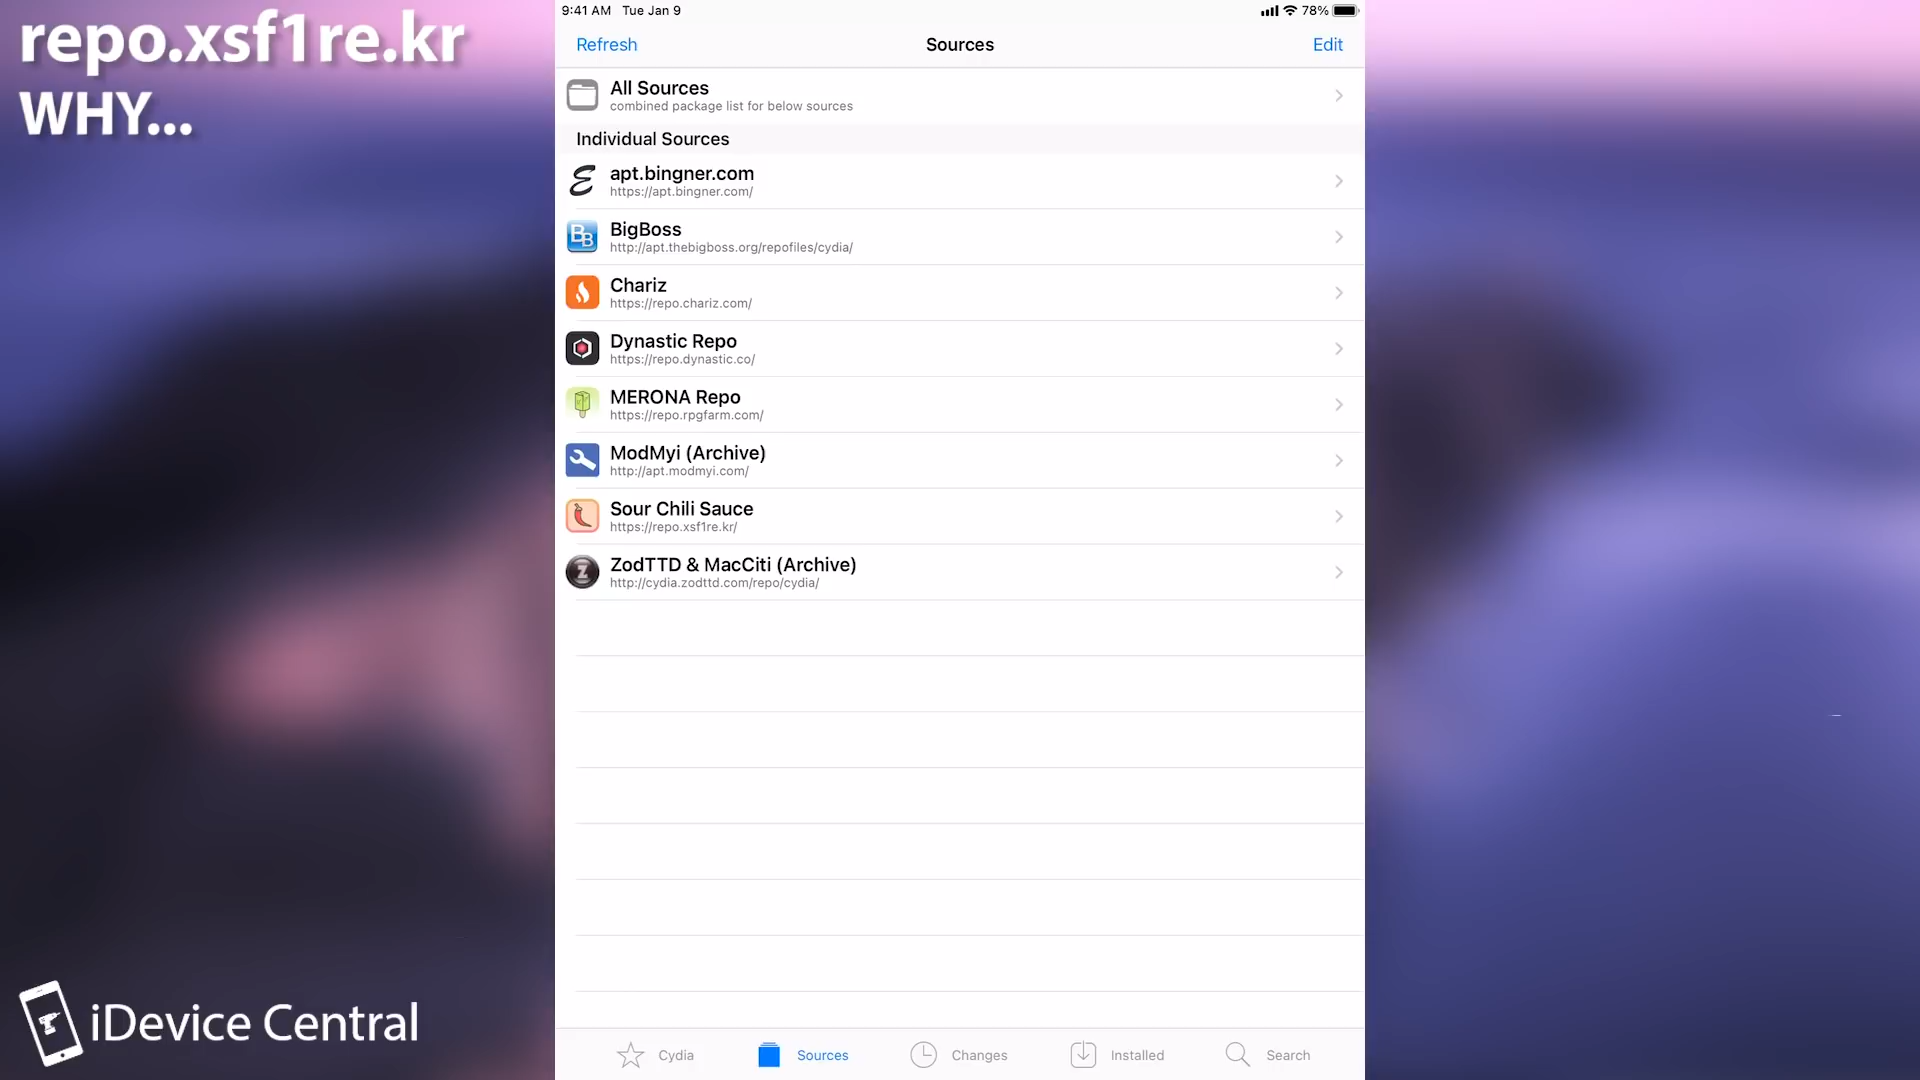 repo.xsf1re.kr
WHY...
9:41 AM Tue Jan 9
78%
Refresh
Sources
Edit
All Sources
combined package list for below sources
Individual Sources
apt.bingner.com
https://apt.bingner.com/
BigBoss
http://apt.thebigboss.org/repofiles/cydia/
Chariz
https://repo.chariz.com/
Dynastic Repo
https://repo.dynastic.co/
MERONA Repo
https://repo.rpgfarm.com/
ModMyi (Archive)
http://apt.modmyi.com/
Sour Chili Sauce
https://repo.xsf1re.kr/
ZodTTD & MacCiti (Archive)
http://cydia.zodttd.com/repo/cydia/
iDevice Central
Cydia
Sources
Changes
Installed
Search